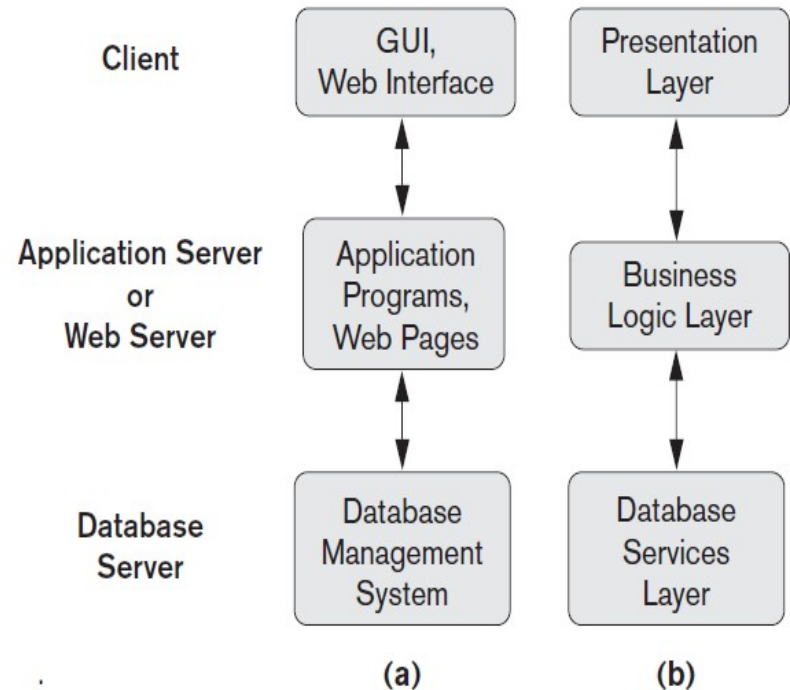 Client
GUI,
Web Interface
Presentation
Layer
Application Server
or
Web Server
Application
Programs,
Web Pages
Business
Logic Layer
Database
Server
Database
Management
System
Database
Services
Layer
.
(a)
(b)